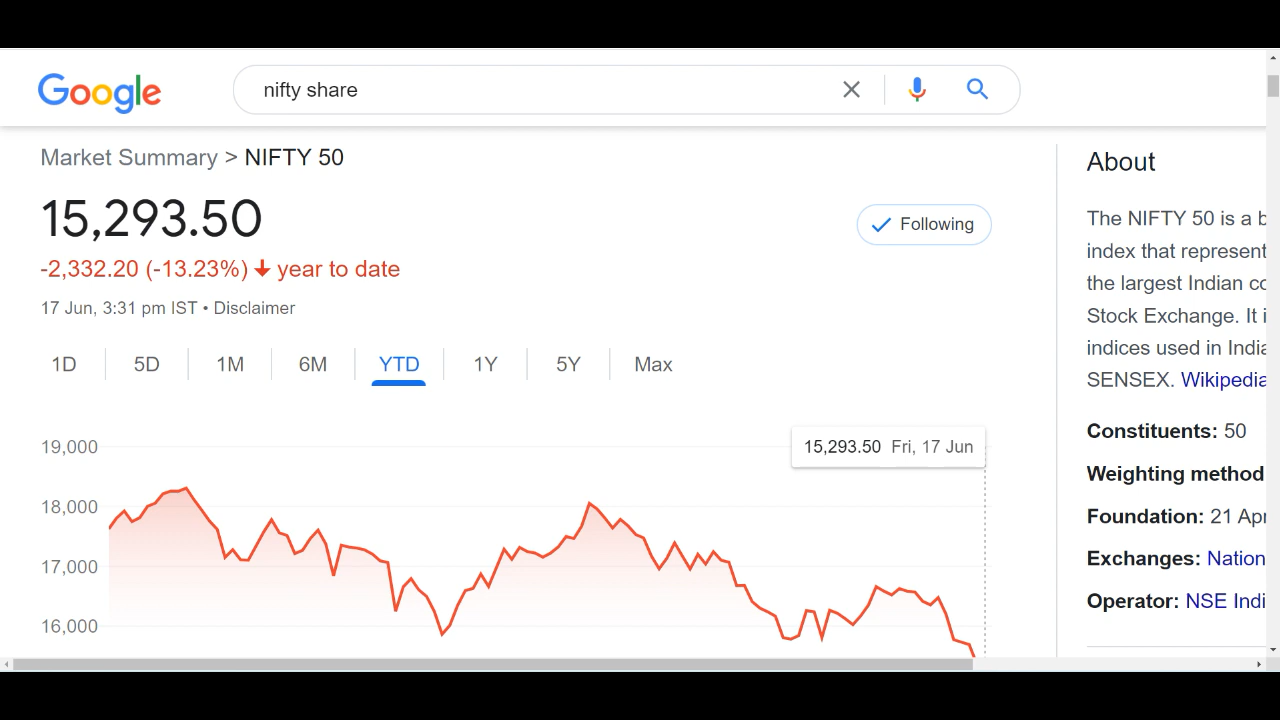 Google
nifty share
Market Summary > NIFTY 50
15,293.50
Following
-2,332.20 (-13.23%) year to date
17 Jun, 3:31 pm IST • Disclaimer
1D 5D 1M 6M YTD 1Y 5Y Max
15,293.50 Fri, 17 Jun
19,000
18,000
17,000
16,000
About
The NIFTY 50 is a b
index that represent
the largest Indian co
Stock Exchange. It i
indices used in India
SENSEX. Wikipedia
Constituents: 50
Weighting method
Foundation: 21 Apr
Exchanges: Nation
Operator: NSE Indi